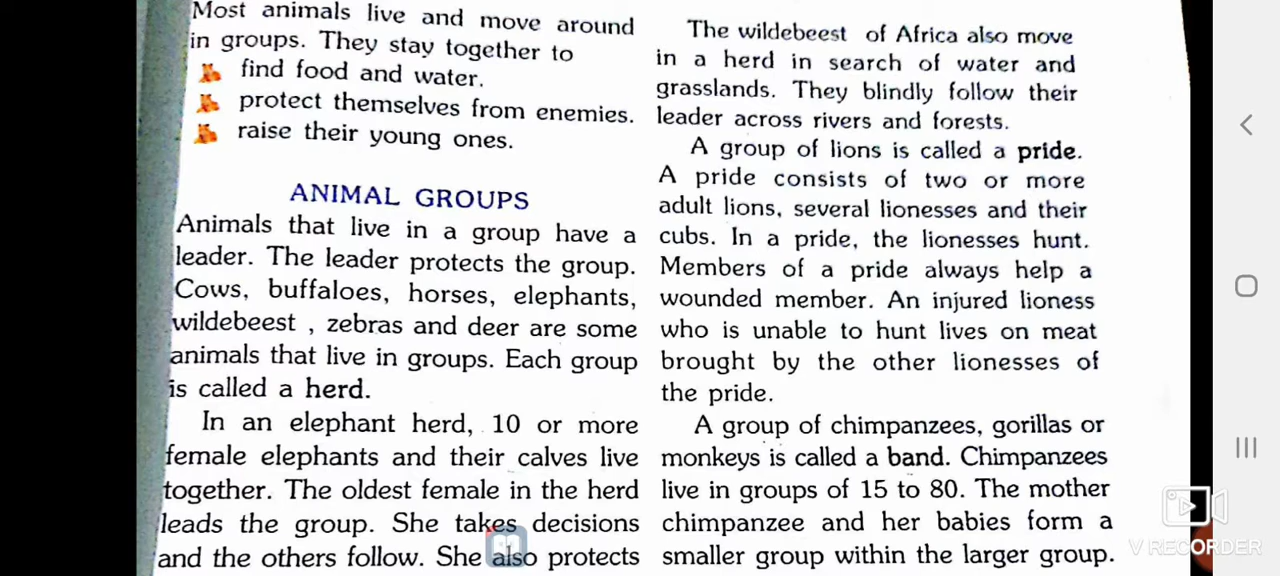 Most animals live and move around
in groups. They stay together to
find food and water.
protect themselves from enemies.
raise their young ones.
ANIMAL GROUPS
Animals that live in a group have a
leader. The leader protects the group.
Cows, buffaloes, horses, elephants,
wildebeest , zebras and deer are some
animals that live in groups. Each group
is called a herd.
In an elephant herd, 10 or more
female elephants and their calves live
together. The oldest female in the herd
leads the group. She takes decisions
and the others follow. She also protects
The wildebeest of Africa also move
in a herd in search of water and
grasslands. They blindly follow their
leader across rivers and forests.
A group of lions is called a pride.
A pride consists of two or more
adult lions, several lionesses and their
cubs. In a pride, the lionesses hunt.
Members of a pride always help a
wounded member. An injured lioness
who is unable to hunt lives on meat
brought by the other lionesses of
the pride.
A group of chimpanzees, gorillas or
monkeys is called a band. Chimpanzees
live in groups of 15 to 80. The mother
chimpanzee and her babies form a
smaller group within the larger group.
V RECORDER